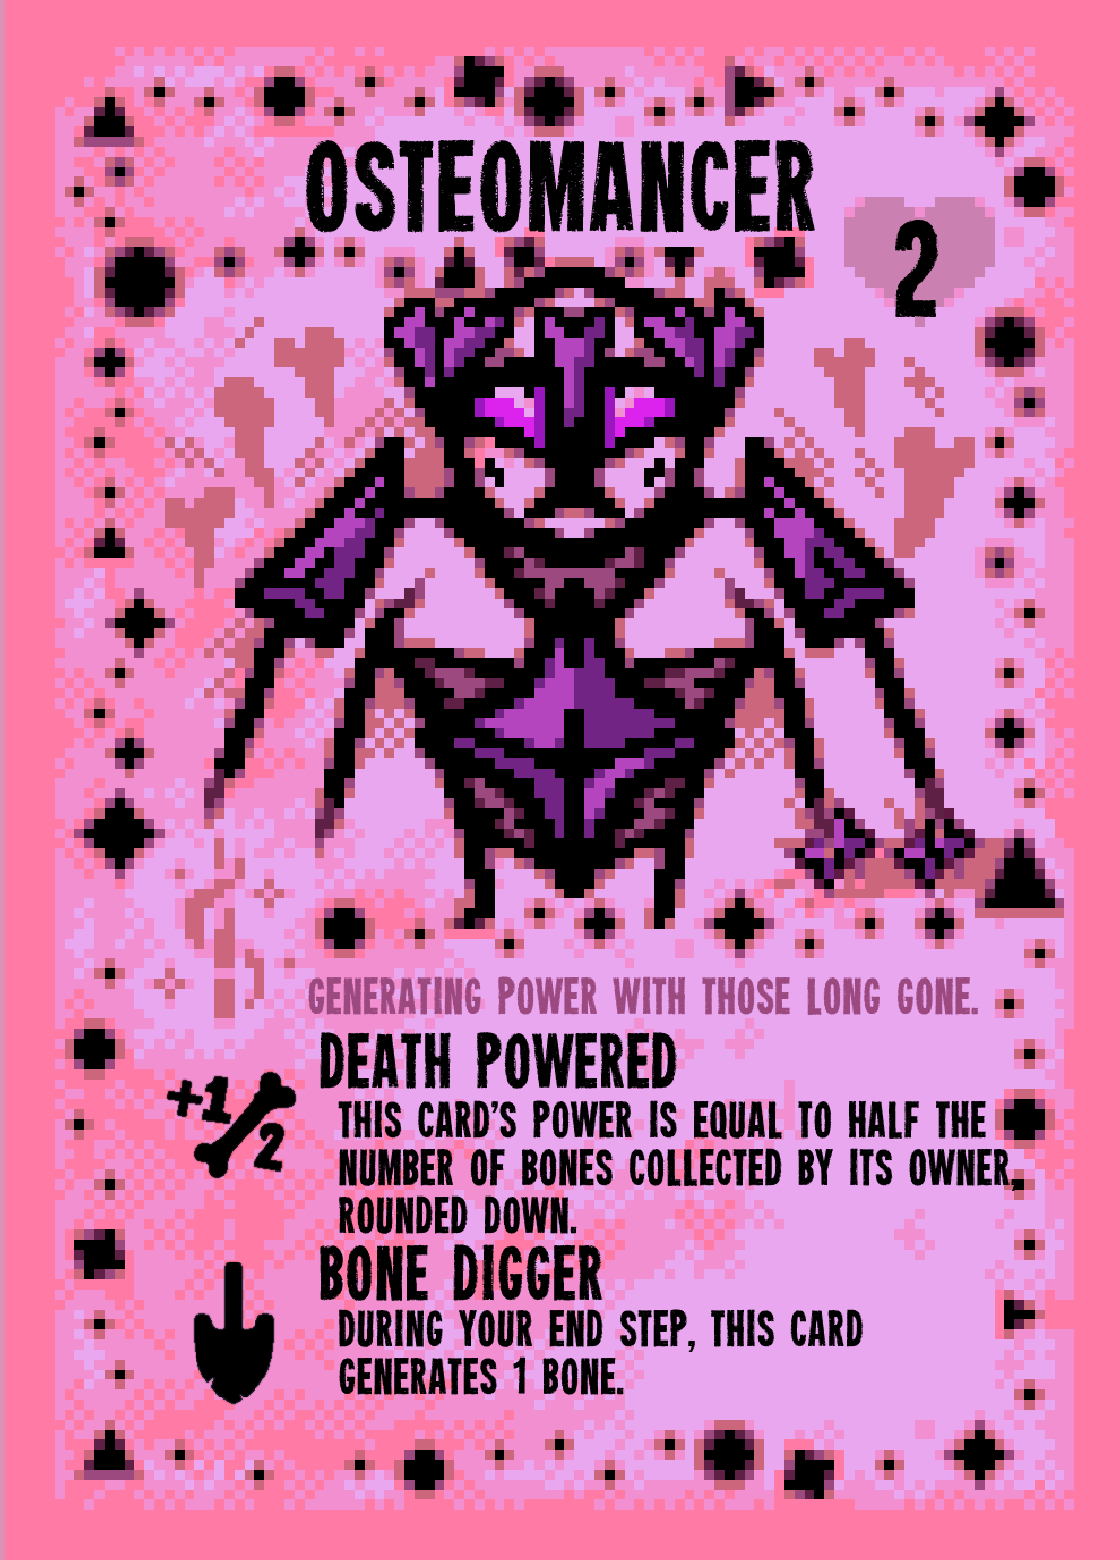 OSTEOMANCER
2
GENERATING POWER WITH THOSE LONG GONE.
DEATH POWERED
+1/2
THIS CARD'S POWER IS EQUAL TO HALF THE
NUMBER OF BONES COLLECTED BY ITS OWNER,
ROUNDED DOWN.
BONE DIGGER
DURING YOUR END STEP, THIS CARD
GENERATES 1 BONE.